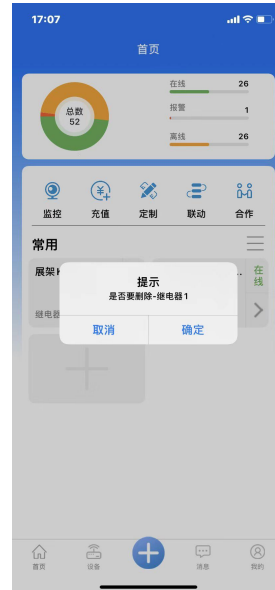 17:07
首页
总数
52
在线 26
报警 1
离线 26
监控 充值 定制 联动 合作
常用
展架
在线
继电器
提示
是否要删除-继电器1
取消 确定
首页 设备 消息 我的